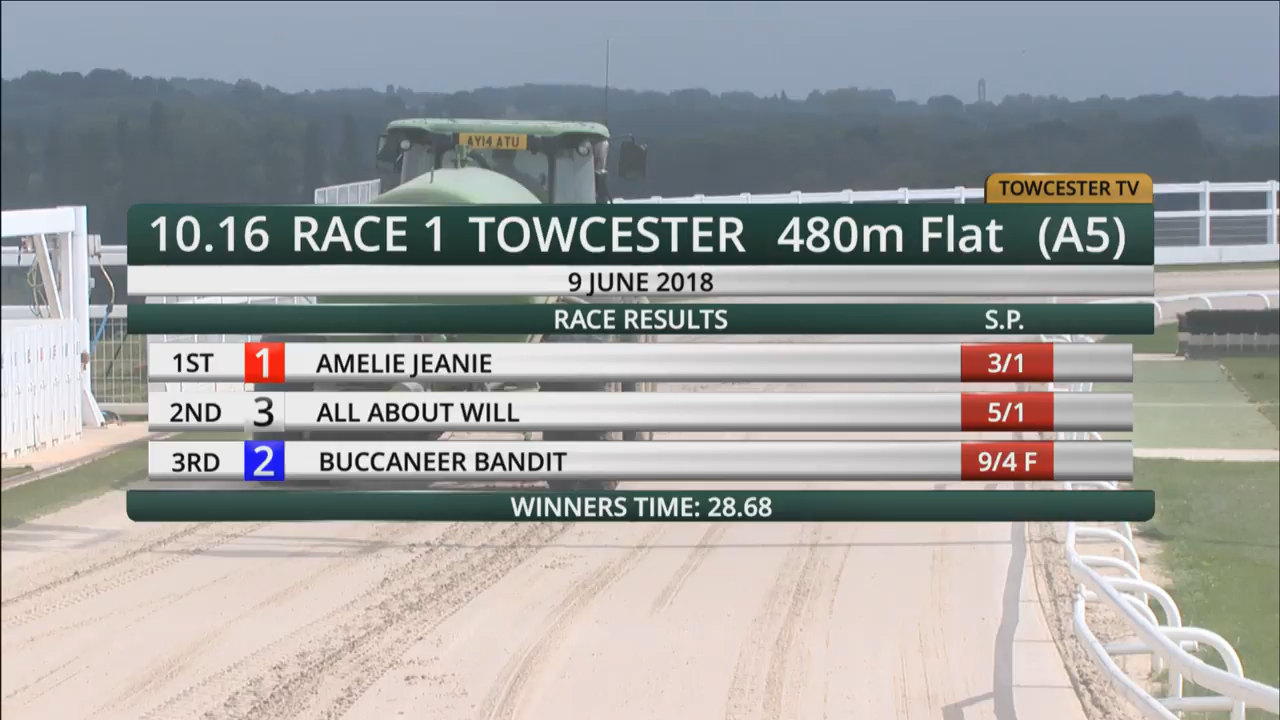 AY14 ATU
TOWCESTER TV
10.16 RACE 1 TOWCESTER 480m Flat (A5)
9 JUNE 2018
RACE RESULTS S.P.
1ST 1 AMELIE JEANIE 3/1
2ND 3 ALL ABOUT WILL 5/1
3RD 2 BUCCANEER BANDIT 9/4 F
WINNERS TIME: 28.68